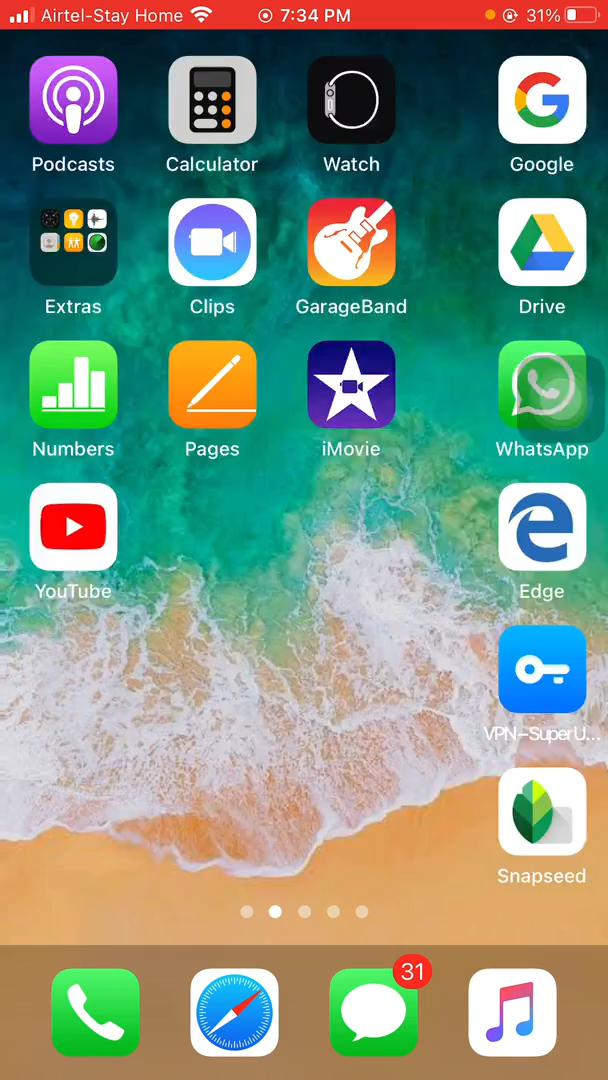 Airtel-Stay Home 7:34 PM 31%
Podcasts Calculator Watch Google
Extras Clips GarageBand Drive
Numbers Pages iMovie WhatsApp
YouTube Edge
VPN–Super U...
Snapseed
31